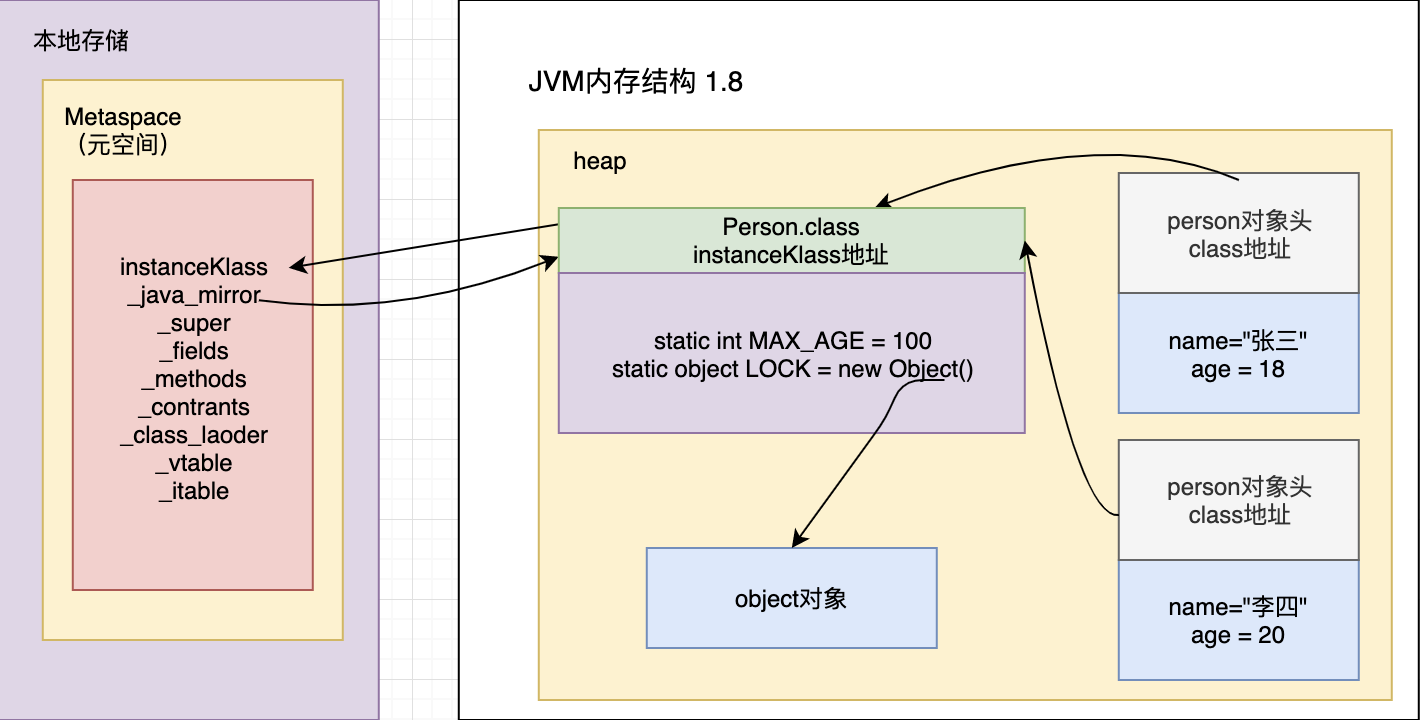 本地存储
Metaspace
（元空间）
instanceKlass
_java_mirror
_super
_fields
_methods
_contrants
_class_laoder
_vtable
_itable
JVM内存结构 1.8
heap
Person.class
instanceKlass地址
static int MAX_AGE = 100
static object LOCK = new Object()
object对象
person对象头
class地址
name="张三"
age = 18
person对象头
class地址
name="李四"
age = 20